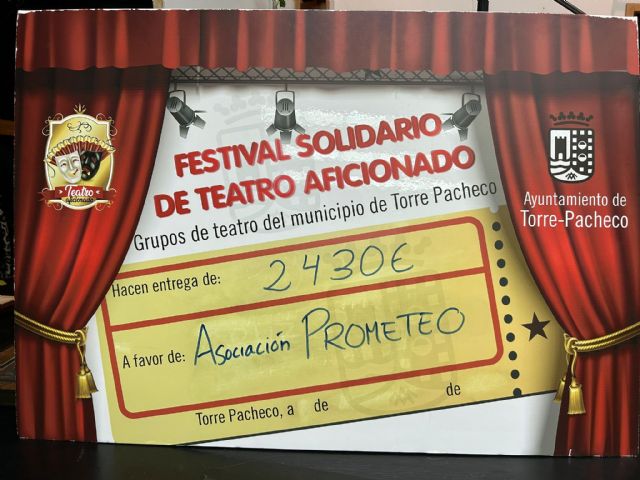 FESTIVAL SOLIDARIO
DE TEATRO AFICIONADO
Grupos de teatro del municipio de Torre Pacheco
Teatro
aficionado
Ayuntamiento de
Torre-Pacheco
Hacen entrega de: 2430€
A favor de: Asociación PROMETEO
Torre Pacheco, a de de